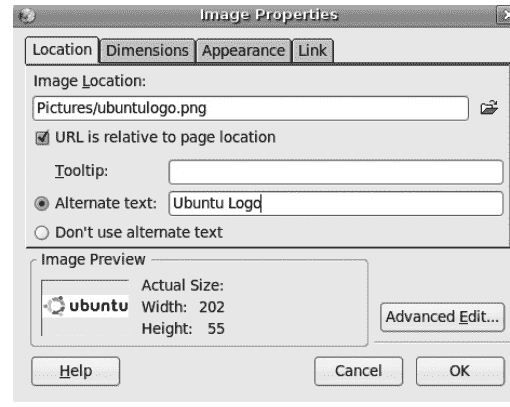 Image Properties
Location Dimensions Appearance Link
Image Location:
Pictures/ubuntulogo.png
URL is relative to page location
Tooltip:
Alternate text: Ubuntu Logo
Don't use alternate text
Image Preview
ubuntu
Actual Size:
Width: 202
Height: 55
Advanced Edit...
Help Cancel OK